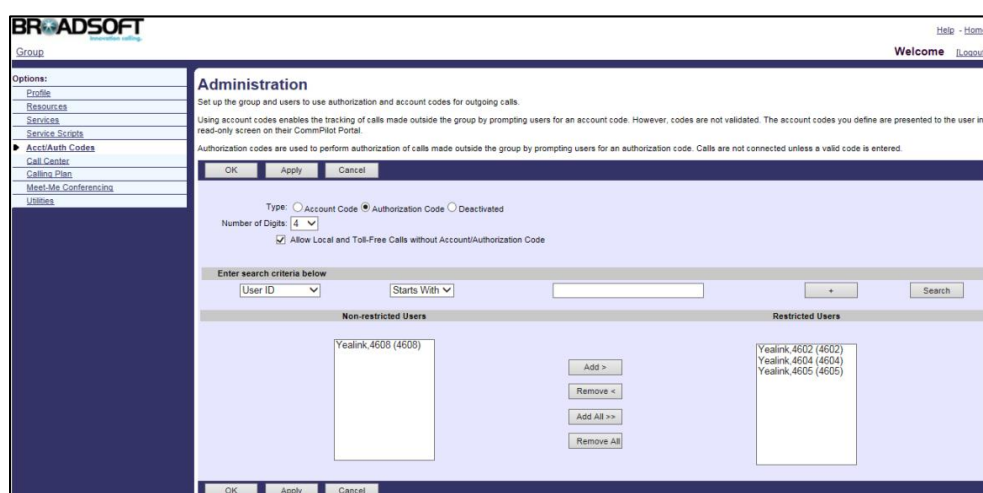 BROADSOFT
innovation calling.
Help - Home
Group
Welcome [Logout
Options:
Profile
Resources
Services
Service Scripts
Acct/Auth Codes
Call Center
Calling Plan
Meet-Me Conferencing
Utilities
Administration
Set up the group and users to use authorization and account codes for outgoing calls.
Using account codes enables the tracking of calls made outside the group by prompting users for an account code. However, codes are not validated. The account codes you define are presented to the user in
read-only screen on their CommPilot Portal.
Authorization codes are used to perform authorization of calls made outside the group by prompting users for an authorization code. Calls are not connected unless a valid code is entered.
OK Apply Cancel
Type: Account Code Authorization Code Deactivated
Number of Digits: 4
Allow Local and Toll-Free Calls without Account/Authorization Code
Enter search criteria below
User ID Starts With + Search
Non-restricted Users Restricted Users
Yealink,4608 (4608)
Yealink,4602 (4602)
Yealink,4604 (4604)
Yealink,4605 (4605)
Add >
Remove <
Add All >>
Remove All
OK Apply Cancel